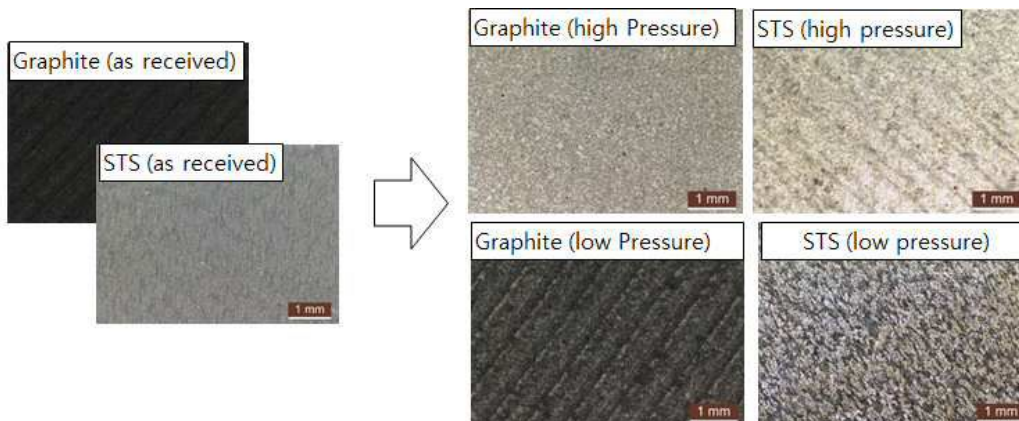 Graphite (as received)
STS (as received)
1 mm
Graphite (high Pressure)
1 mm
STS (high pressure)
1 mm
Graphite (low Pressure)
1 mm
STS (low pressure)
1 mm